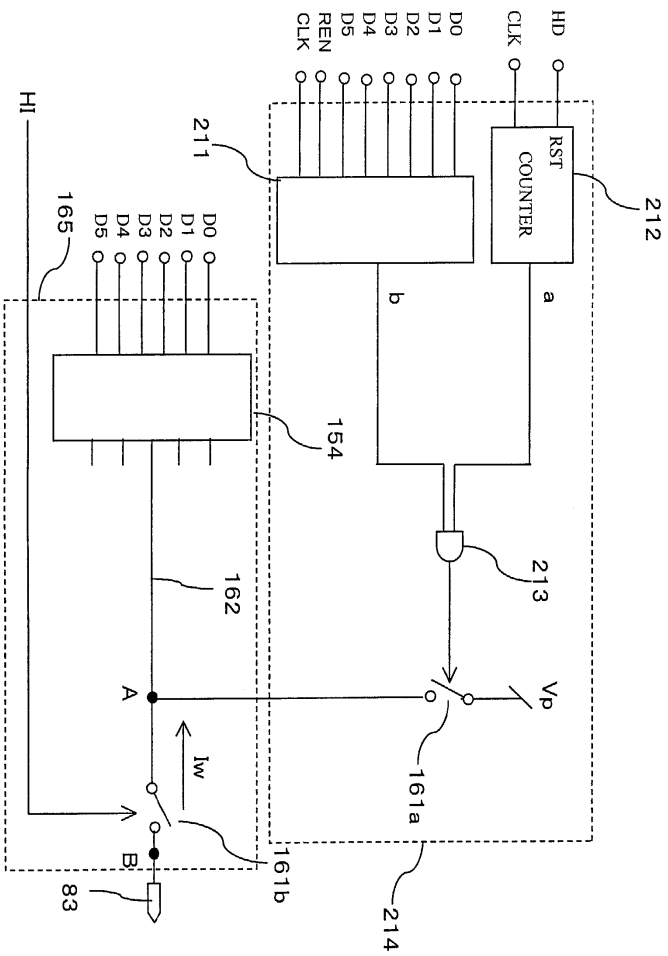 HD
CLK
RST
COUNTER
212
a
D0
D1
D2
D3
D4
D5
REN
CLK
211
b
213
Vp
161a
214
HI
165
D0
D1
D2
D3
D4
D5
154
162
A
Iw
161b
B
83